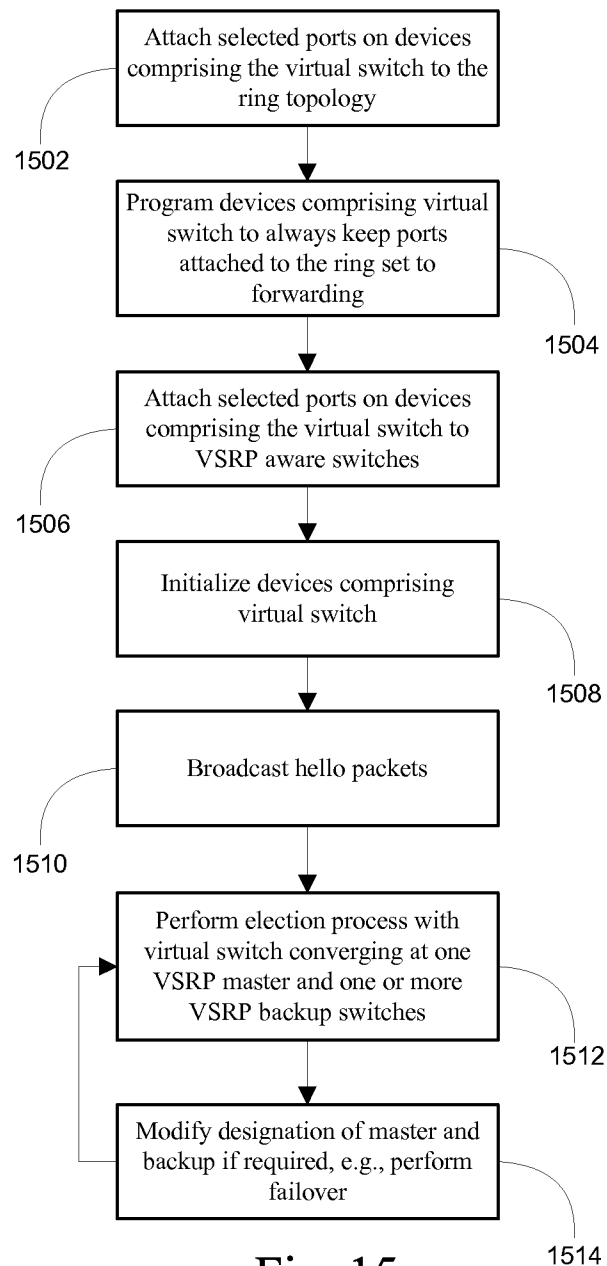 Attach selected ports on devices
comprising the virtual switch to the
ring topology
1502
Program devices comprising virtual
switch to always keep ports
attached to the ring set to
forwarding
1504
Attach selected ports on devices
comprising the virtual switch to
VSRP aware switches
1506
Initialize devices comprising
virtual switch
1508
Broadcast hello packets
1510
Perform election process with
virtual switch converging at one
VSRP master and one or more
VSRP backup switches
1512
Modify designation of master and
backup if required, e.g., perform
failover
1514
Fig. 15